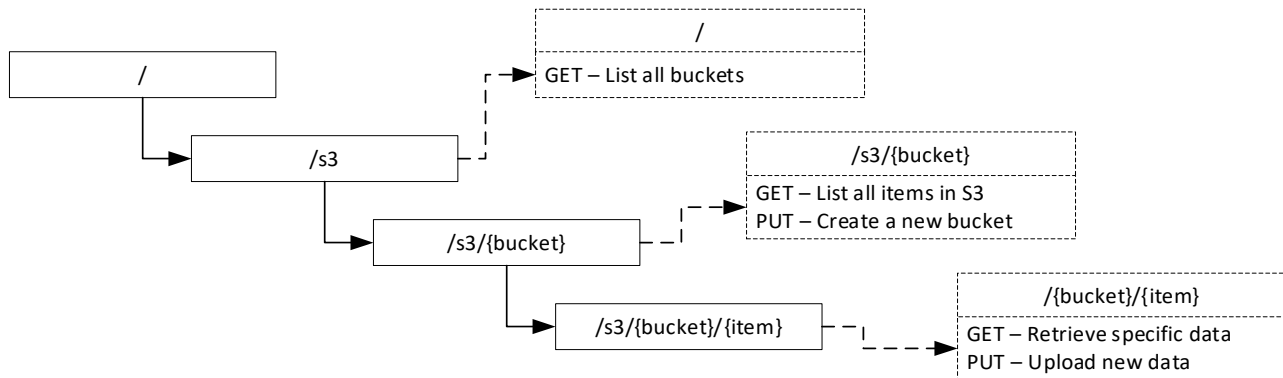 /
/
GET – List all buckets
/s3
/s3/{bucket}
GET – List all items in S3
PUT – Create a new bucket
/s3/{bucket}
/s3/{bucket}/{item}
/{bucket}/{item}
GET – Retrieve specific data
PUT – Upload new data